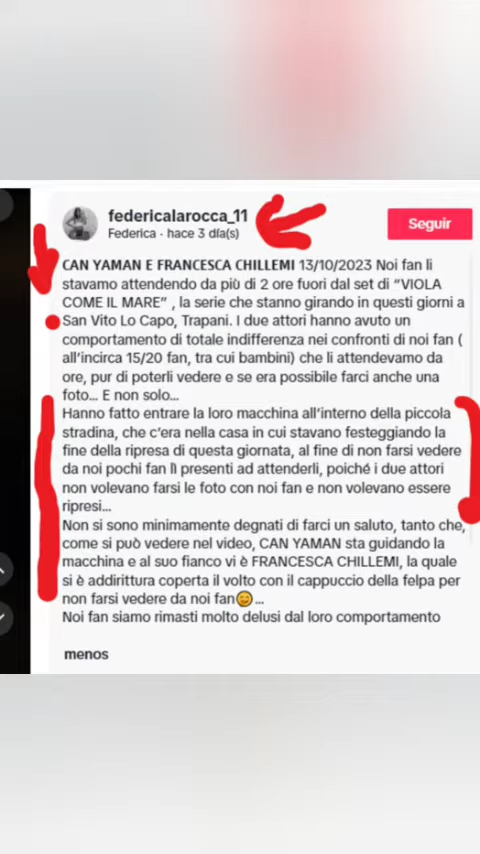 federicalarocca_11
Federica · hace 3 día(s)
Seguir
CAN YAMAN E FRANCESCA CHILLEMI 13/10/2023 Noi fan li
stavamo attendendo da più di 2 ore fuori dal set di “VIOLA
COME IL MARE” , la serie che stanno girando in questi giorni a
San Vito Lo Capo, Trapani. I due attori hanno avuto un
comportamento di totale indifferenza nei confronti di noi fan (
all’incirca 15/20 fan, tra cui bambini) che li attendevamo da
ore, pur di poterli vedere e se era possibile farci anche una
foto... E non solo...
Hanno fatto entrare la loro macchina all’interno della piccola
stradina, che c’era nella casa in cui stavano festeggiando la
fine della ripresa di questa giornata, al fine di non farsi vedere
da noi pochi fan lì presenti ad attenderli, poiché i due attori
non volevano farsi le foto con noi fan e non volevano essere
ripresi...
Non si sono minimamente degnati di farci un saluto, tanto che,
come si può vedere nel video, CAN YAMAN sta guidando la
macchina e al suo fianco vi è FRANCESCA CHILLEMI, la quale
si è addirittura coperta il volto con il cappuccio della felpa per
non farsi vedere da noi fan😄...
Noi fan siamo rimasti molto delusi dal loro comportamento
menos